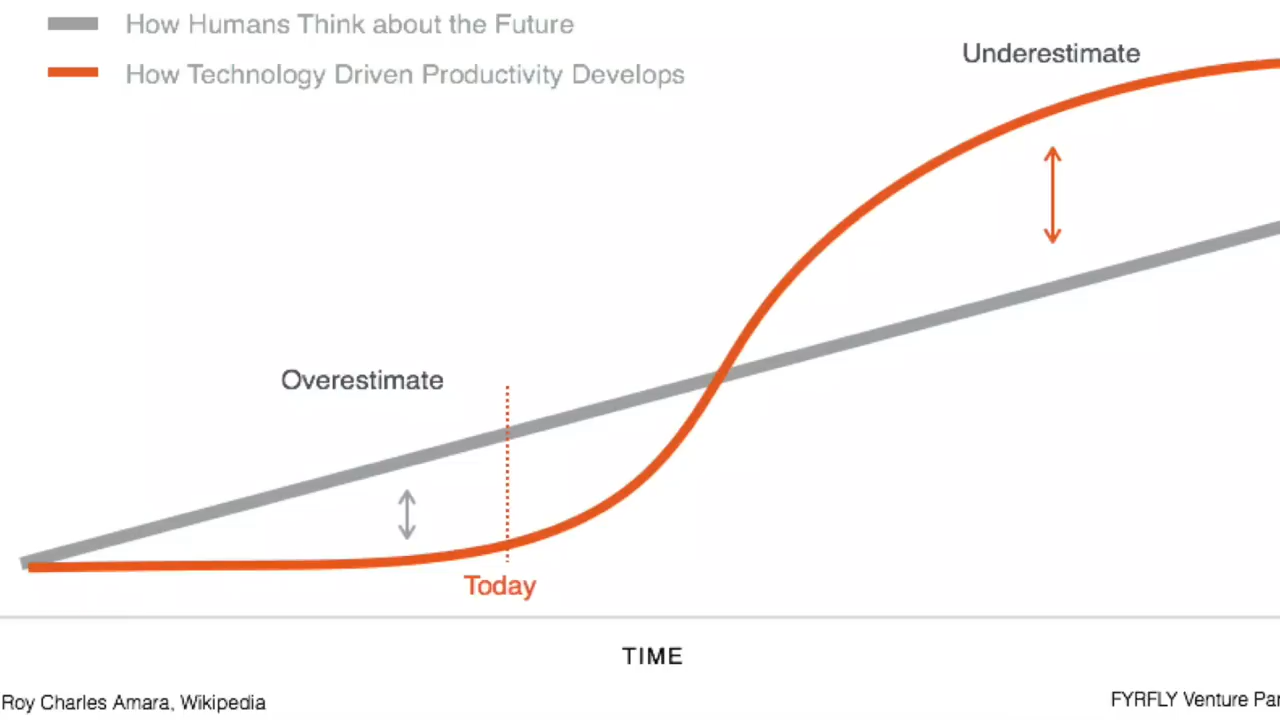 How Humans Think about the Future
How Technology Driven Productivity Develops
Underestimate
Overestimate
Today
TIME
Roy Charles Amara, Wikipedia
FYRFLY Venture